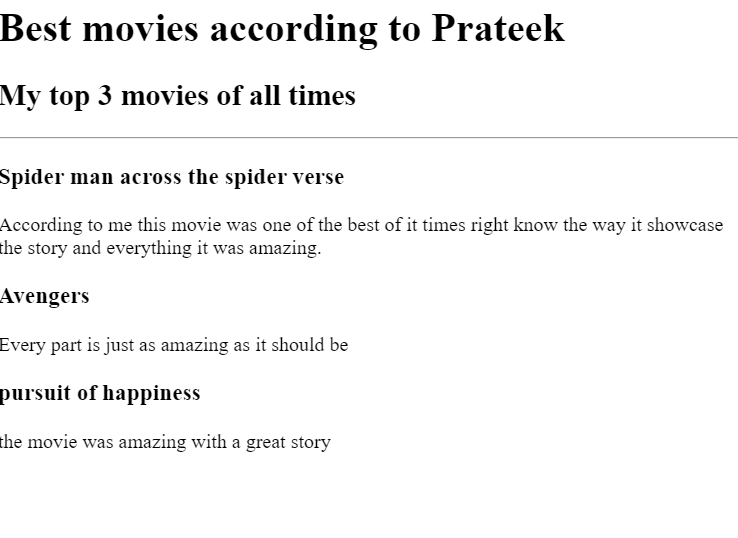 Best movies according to Prateek
My top 3 movies of all times
Spider man across the spider verse
According to me this movie was one of the best of it times right know the way it showcase
the story and everything it was amazing.
Avengers
Every part is just as amazing as it should be
pursuit of happiness
the movie was amazing with a great story